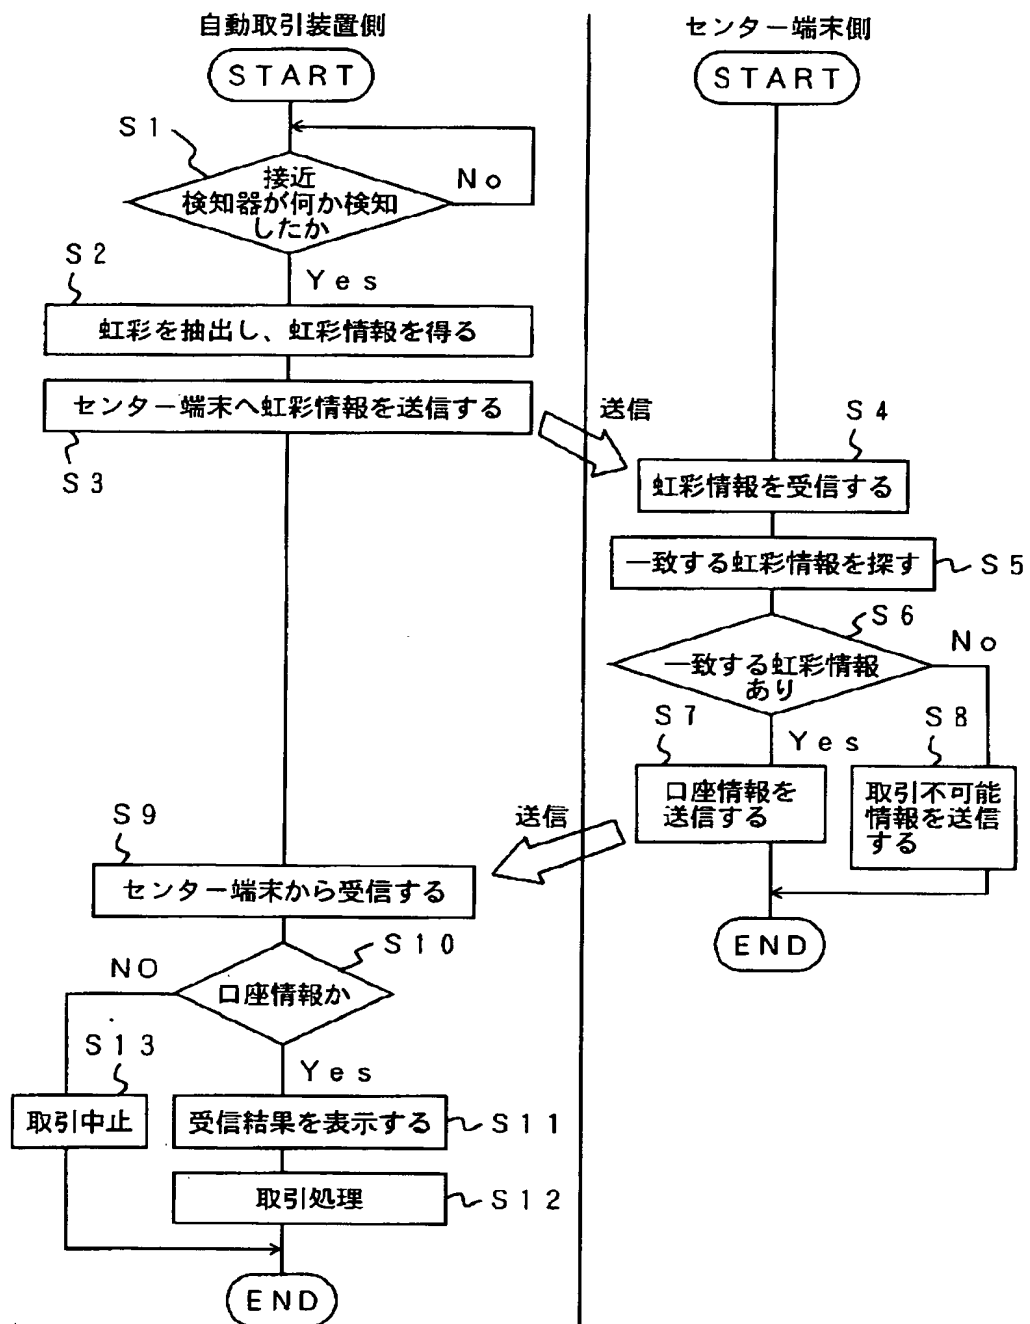 自動取引装置側
START
S1
接近
検知器が何か検知
したか
No
Yes
S2
虹彩を抽出し、虹彩情報を得る
センター端末へ虹彩情報を送信する
S3
送信
センター端末側
START
S4
虹彩情報を受信する
一致する虹彩情報を探す
S5
S6
一致する虹彩情報
あり
No
Yes
S7
口座情報を
送信する
S8
取引不可能
情報を送信
する
END
送信
S9
センター端末から受信する
S10
口座情報か
NO
Yes
S13
取引中止
受信結果を表示する
S11
取引処理
S12
END